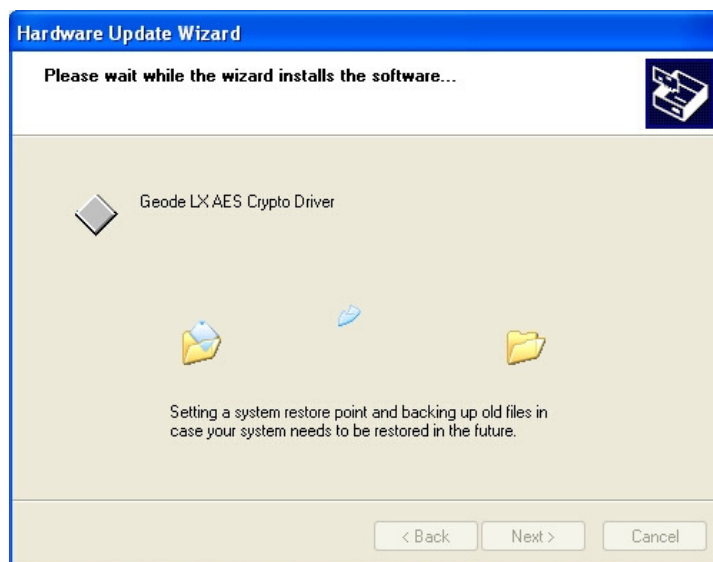 Hardware Update Wizard
Please wait while the wizard installs the software...
Geode LX AES Crypto Driver
Setting a system restore point and backing up old files in
case your system needs to be restored in the future.
< Back
Next >
Cancel